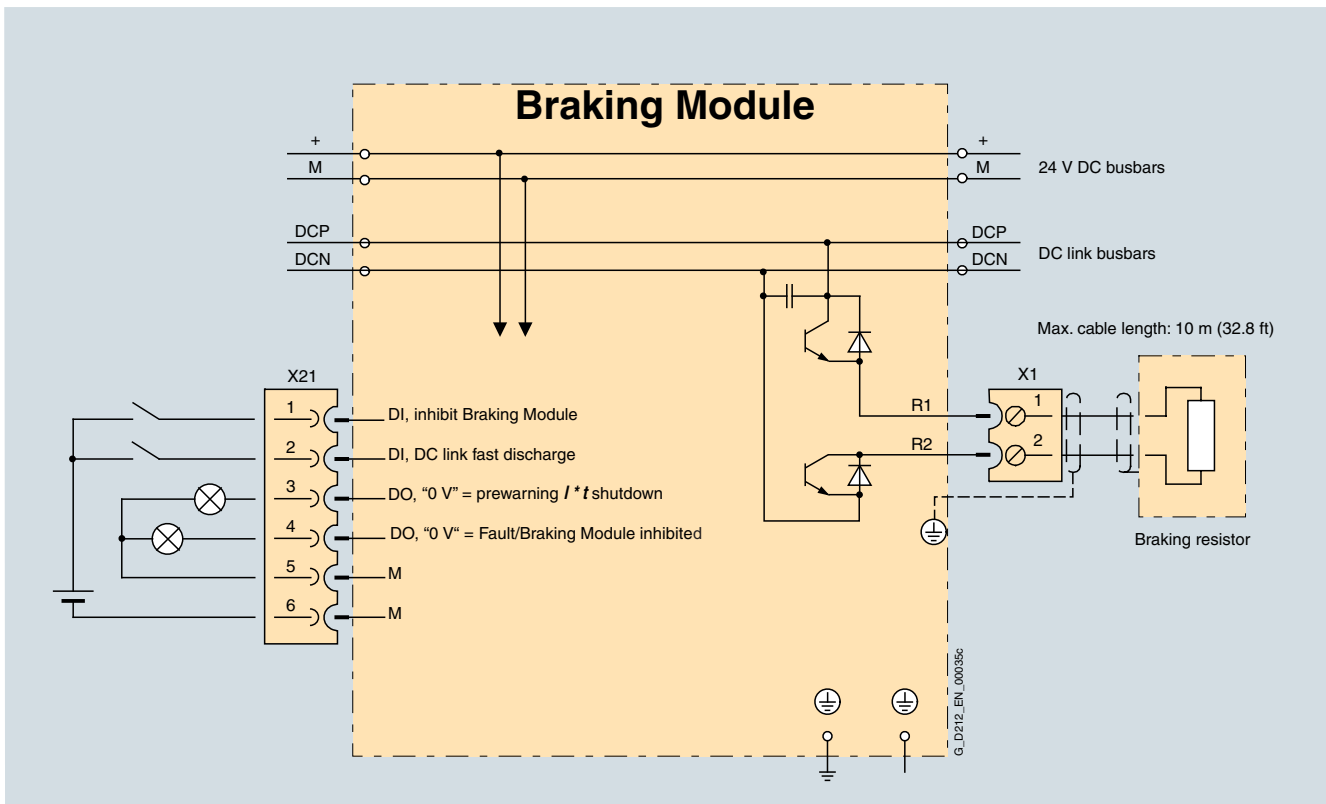 Braking Module
+
+
M
M
24 V DC busbars
DCP
DCP
DCN
DCN
DC link busbars
Max. cable length: 10 m (32.8 ft)
X21
X1
1
DI, inhibit Braking Module
R1
1
2
DI, DC link fast discharge
R2
2
3
DO, “0 V” = prewarning I * t shutdown
4
DO, “0 V“ = Fault/Braking Module inhibited
Braking resistor
5
M
6
M
G_D212_EN_00035c